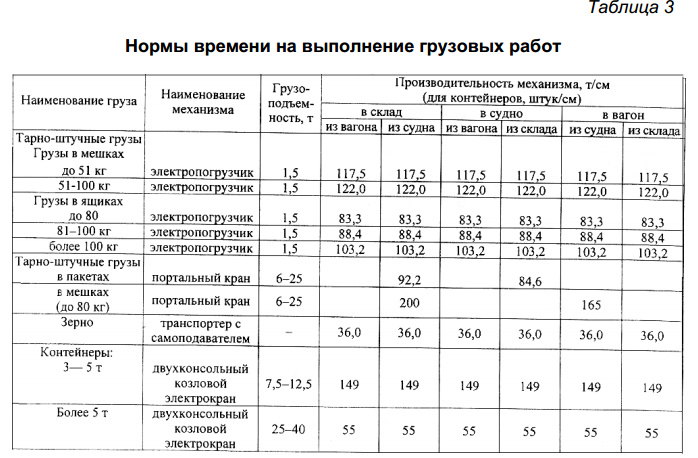 Таблица 3
Нормы времени на выполнение грузовых работ
Наименование груза | Наименование механизма | Грузо-подъем-ность, т | Производительность механизма, т/см (для контейнеров, штук/см)
в склад | в судно | в вагон
из вагона | из судна | из вагона | из склада | из судна | из склада
Тарно-штучные грузы
Грузы в мешках
до 51 кг | электропогрузчик | 1,5 | 117,5 | 117,5 | 117,5 | 117,5 | 117,5 | 117,5
51-100 кг | электропогрузчик | 1,5 | 122,0 | 122,0 | 122,0 | 122,0 | 122,0 | 122,0
Грузы в ящиках
до 80 | электропогрузчик | 1,5 | 83,3 | 83,3 | 83,3 | 83,3 | 83,3 | 83,3
81–100 кг | электропогрузчик | 1,5 | 88,4 | 88,4 | 88,4 | 88,4 | 88,4 | 88,4
более 100 кг | электропогрузчик | 1,5 | 103,2 | 103,2 | 103,2 | 103,2 | 103,2 | 103,2
Тарно-штучные грузы
в пакетах | портальный кран | 6–25 | 92,2 | 84,6
в мешках
(до 80 кг) | портальный кран | 6–25 | 200 | 165
Зерно | транспортер с самоподавателем | – | 36,0 | 36,0 | 36,0 | 36,0 | 36,0 | 36,0
Контейнеры:
3— 5 т | двухконсольный козловой электрокран | 7,5–12,5 | 149 | 149 | 149 | 149 | 149 | 149
Более 5 т | двухконсольный козловой электрокран | 25–40 | 55 | 55 | 55 | 55 | 55 | 55